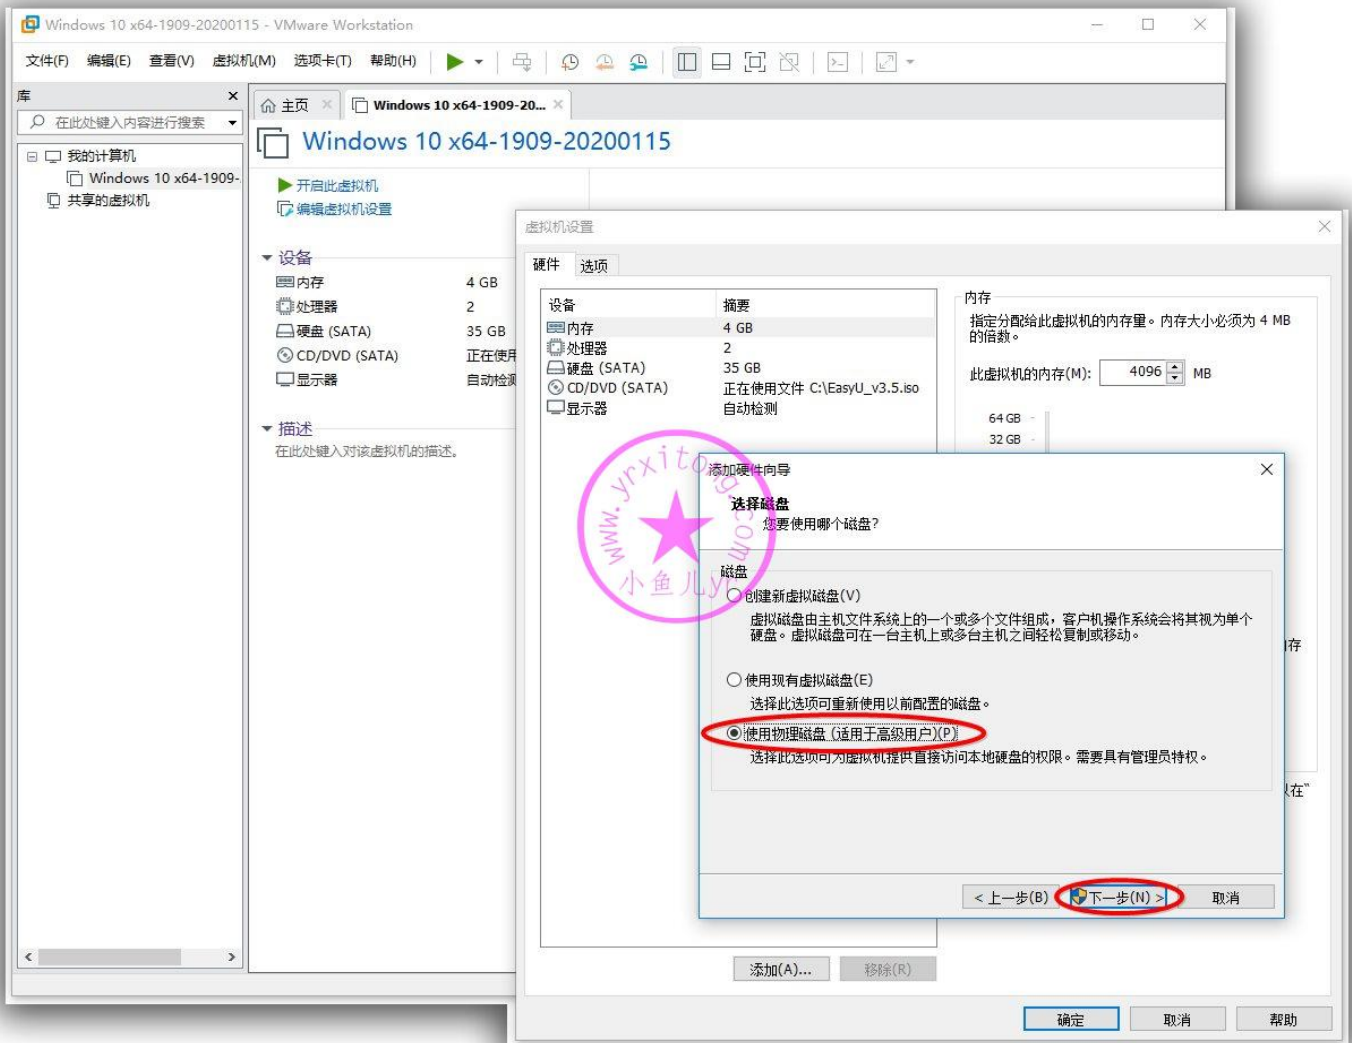 Windows 10 x64-1909-20200115 - VMware Workstation
文件(F) 编辑(E) 查看(V) 虚拟机(M) 选项卡(T) 帮助(H)
库
在此处键入内容进行搜索
我的计算机
Windows 10 x64-1909-
共享的虚拟机
主页
Windows 10 x64-1909-20...
Windows 10 x64-1909-20200115
开启此虚拟机
编辑虚拟机设置
设备
内存 4 GB
处理器 2
硬盘 (SATA) 35 GB
CD/DVD (SATA) 正在使用
显示器 自动检测
描述
在此处键入对该虚拟机的描述。
虚拟机设置
硬件 选项
设备 摘要
内存 4 GB
处理器 2
硬盘 (SATA) 35 GB
CD/DVD (SATA) 正在使用文件 C:\EasyU_v3.5.iso
显示器 自动检测
内存
指定分配给此虚拟机的内存量。内存大小必须为 4 MB
的倍数。
此虚拟机的内存(M): 4096 MB
64 GB
32 GB
存
以在"
www.yrxitong.com
小鱼儿yr
添加硬件向导
选择磁盘
您要使用哪个磁盘?
磁盘
创建新虚拟磁盘(V)
虚拟磁盘由主机文件系统上的一个或多个文件组成，客户机操作系统会将其视为单个
硬盘。虚拟磁盘可在一台主机上或多台主机之间轻松复制或移动。
使用现有虚拟磁盘(E)
选择此选项可重新使用以前配置的磁盘。
使用物理磁盘 (适用于高级用户)(P)
选择此选项可为虚拟机提供直接访问本地硬盘的权限。需要具有管理员特权。
< 上一步(B) 下一步(N) > 取消
添加(A)... 移除(R)
确定 取消 帮助